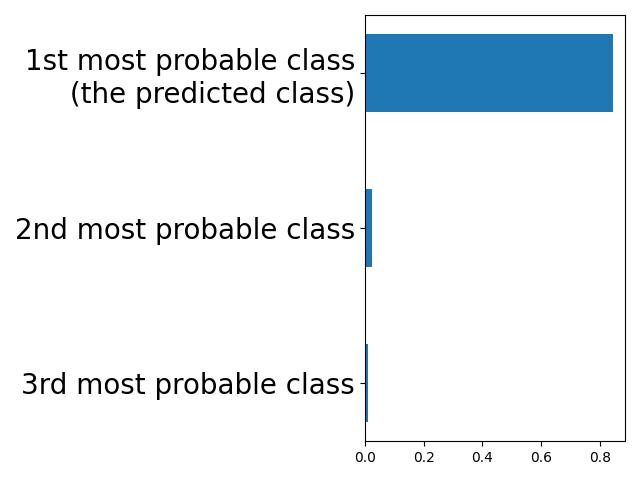 1st most probable class
(the predicted class)
2nd most probable class
3rd most probable class
0.0 0.2 0.4 0.6 0.8